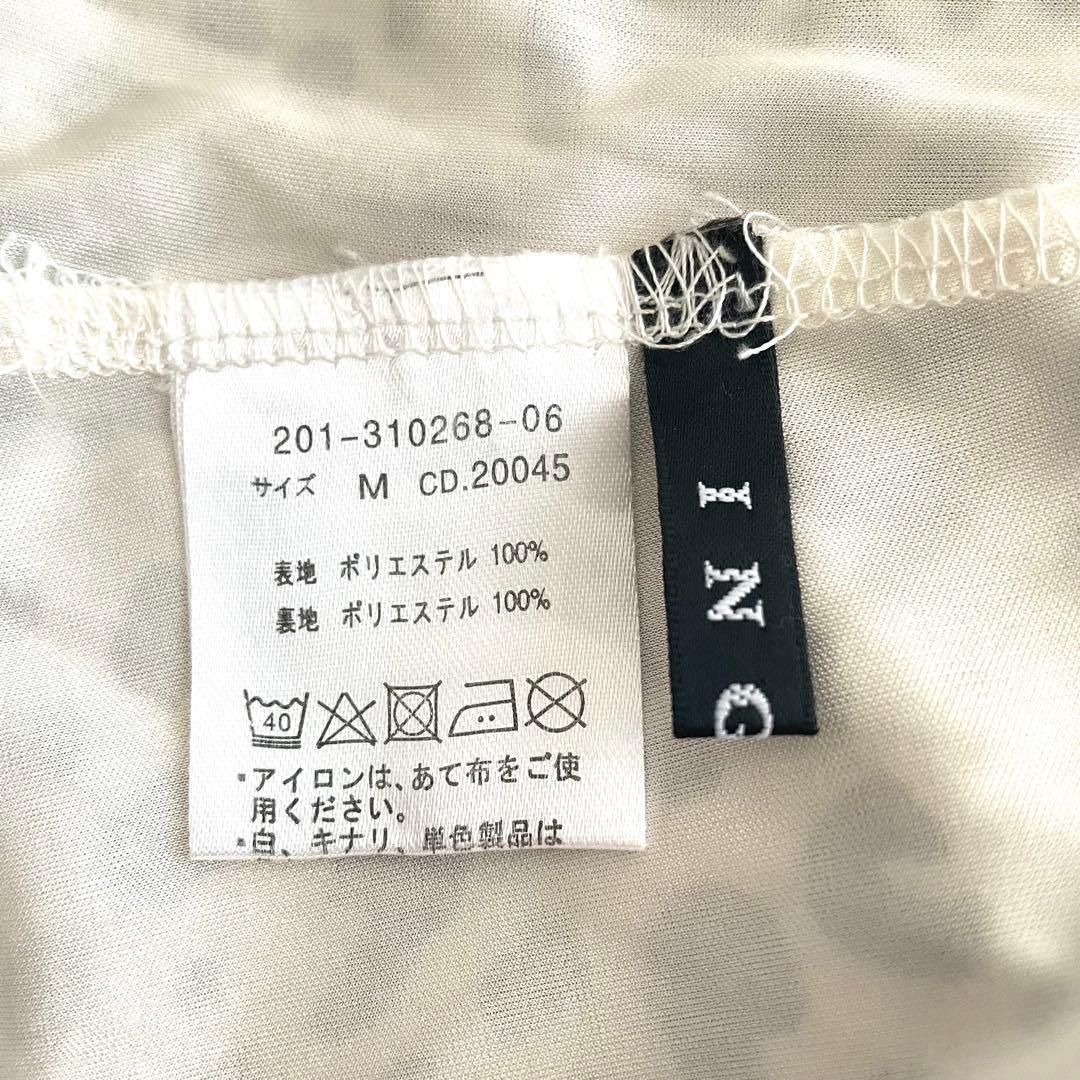 201-310268-06
サイズ M CD.20045
表地 ポリエステル 100%
裏地 ポリエステル 100%
40
・アイロンは、あて布をご使
用ください。
・白、キナリ、単色製品は
ING